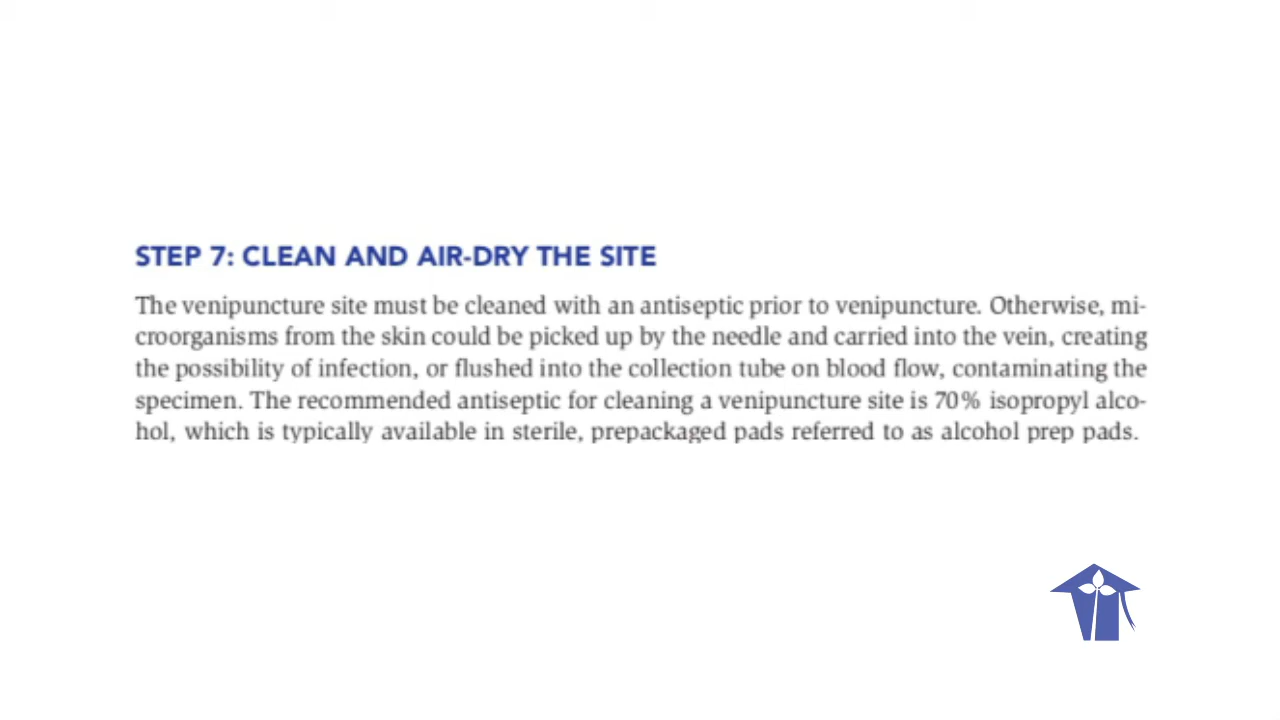 STEP 7: CLEAN AND AIR-DRY THE SITE
The venipuncture site must be cleaned with an antiseptic prior to venipuncture. Otherwise, mi-
croorganisms from the skin could be picked up by the needle and carried into the vein, creating
the possibility of infection, or flushed into the collection tube on blood flow, contaminating the
specimen. The recommended antiseptic for cleaning a venipuncture site is 70% isopropyl alco-
hol, which is typically available in sterile, prepackaged pads referred to as alcohol prep pads.